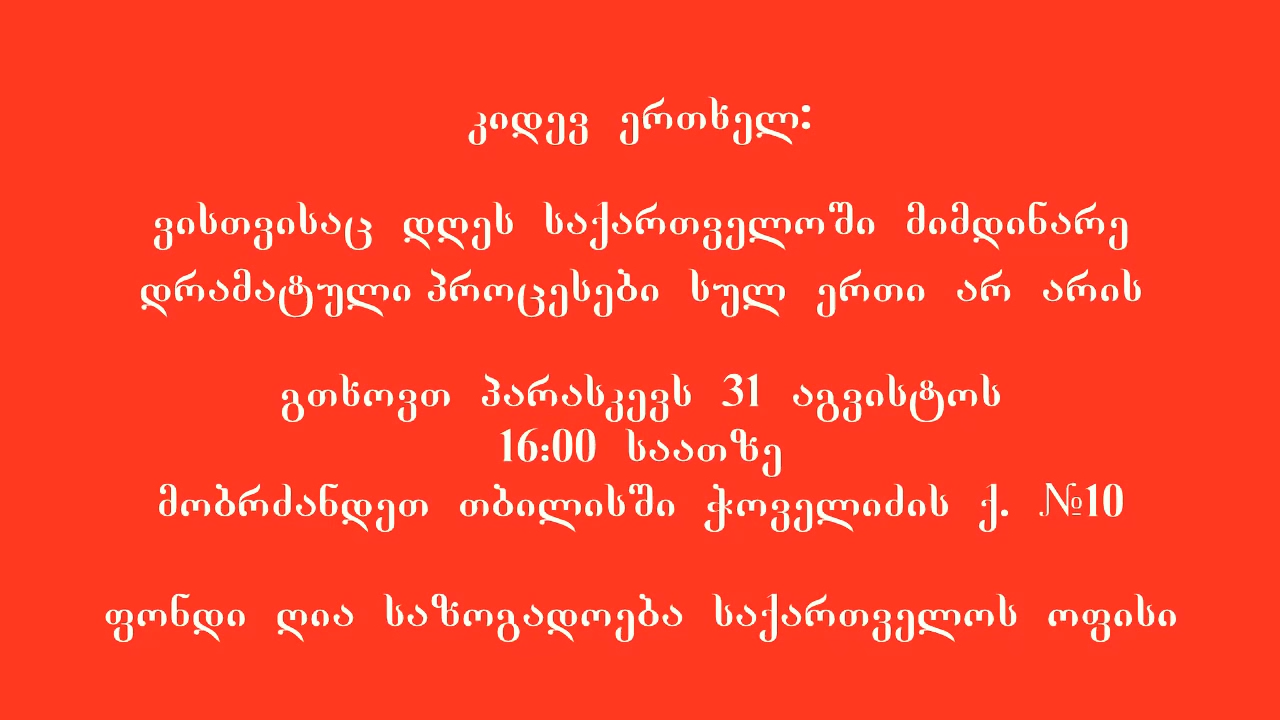 კიდევ ერთხელ:
ვისთვისაც დღეს საქართველოში მიმდინარე
დრამატული პროცესები სულ ერთი არ არის
გთხოვთ პარასკევს 31 აგვისტოს
16:00 საათზე
მობრძანდეთ თბილისში ჭოველიძის ქ. №10
ფონდი ღია საზოგადოება საქართველოს ოფისი